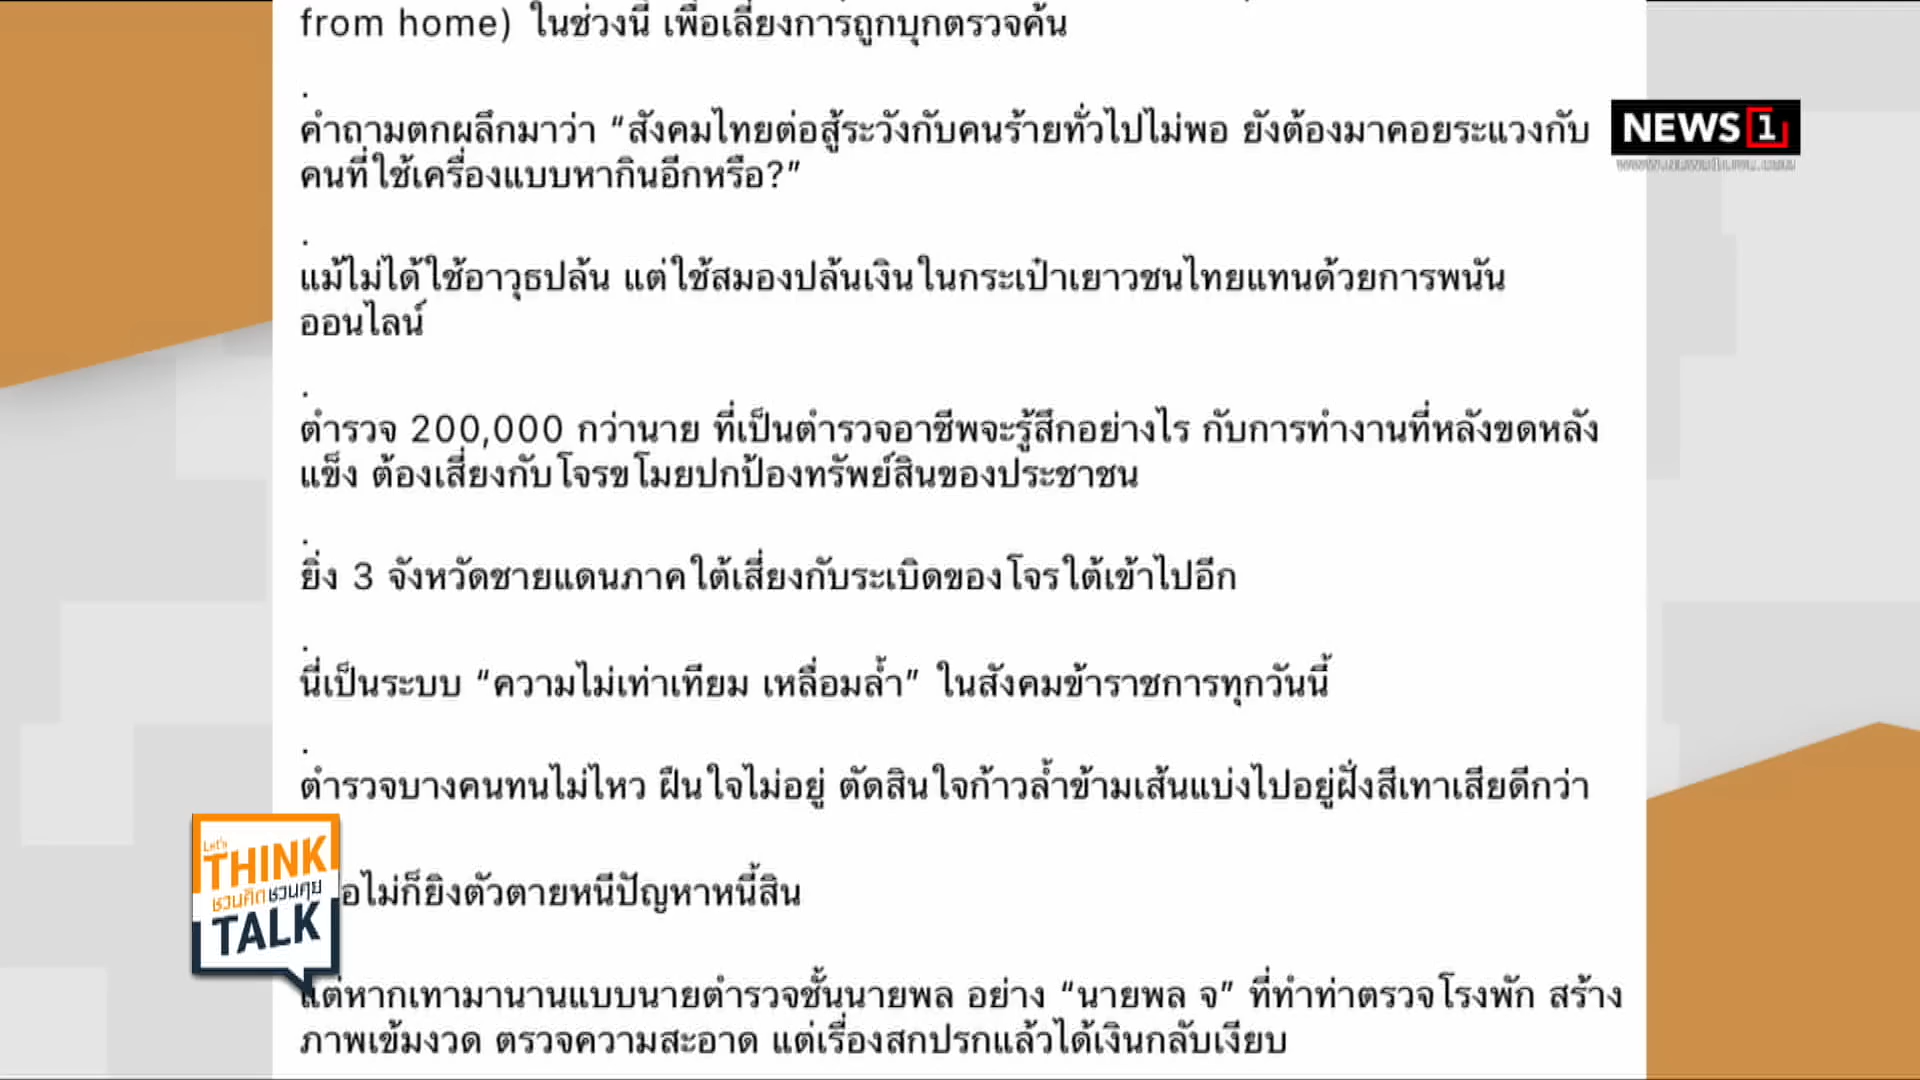 from home) ในช่วงนี้ เพื่อเลี่ยงการถูกบุกตรวจค้น
.
คำถามตกผลึกมาว่า “สังคมไทยต่อสู้ระวังกับคนร้ายทั่วไปไม่พอ ยังต้องมาคอยระแวงกับ
คนที่ใช้เครื่องแบบหากินอีกหรือ?”
.
แม้ไม่ได้ใช้อาวุธปล้น แต่ใช้สมองปล้นเงินในกระเป๋าเยาวชนไทยแทนด้วยการพนัน
ออนไลน์
.
ตำรวจ 200,000 กว่านาย ที่เป็นตำรวจอาชีพจะรู้สึกอย่างไร กับการทำงานที่หลังขดหลัง
แข็ง ต้องเสี่ยงกับโจรขโมยปกป้องทรัพย์สินของประชาชน
.
ยิ่ง 3 จังหวัดชายแดนภาคใต้เสี่ยงกับระเบิดของโจรใต้เข้าไปอีก
.
นี่เป็นระบบ “ความไม่เท่าเทียม เหลื่อมล้ำ” ในสังคมข้าราชการทุกวันนี้
.
ตำรวจบางคนทนไม่ไหว ฝืนใจไม่อยู่ ตัดสินใจก้าวล้ำข้ามเส้นแบ่งไปอยู่ฝั่งสีเทาเสียดีกว่า
อไม่ก็ยิงตัวตายหนีปัญหาหนี้สิน
แต่หากเทามานานแบบนายตำรวจชั้นนายพล อย่าง “นายพล จ” ที่ทำท่าตรวจโรงพัก สร้าง
ภาพเข้มงวด ตรวจความสะอาด แต่เรื่องสกปรกแล้วได้เงินกลับเงียบ
NEWS 1
Let's
THINK
ชวนคิด ชวนคุย
TALK